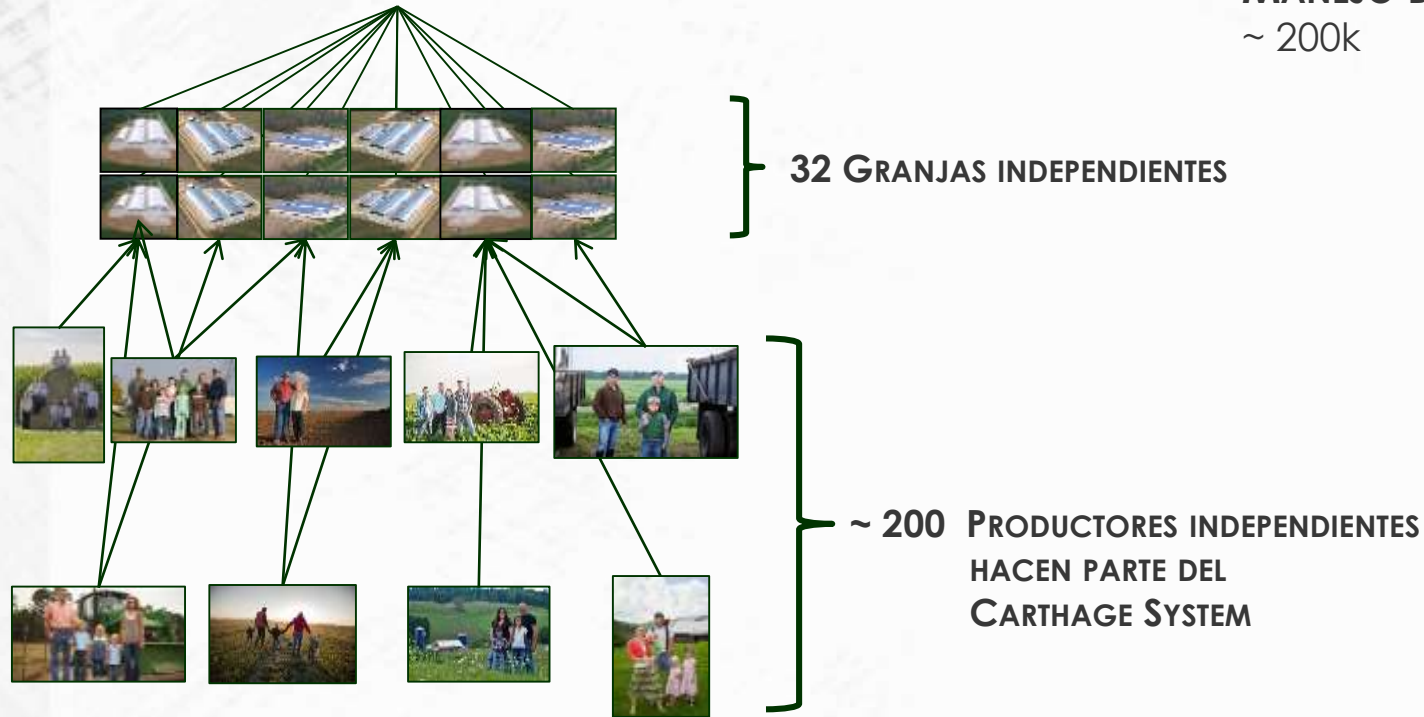 ~ 200k
32 GRANJAS INDEPENDIENTES
~ 200 PRODUCTORES INDEPENDIENTES
HACEN PARTE DEL
CARTHAGE SYSTEM